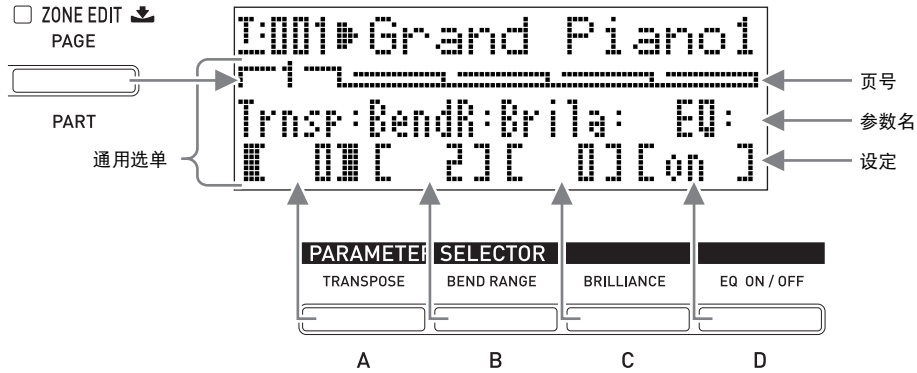 ZONE EDIT
PAGE
PART
通用选单
T:001▶Grand Piano1
1
Trnsp:BendR:Brila: EQ:
[ 0][ 2][ 0][on ]
页号
参数名
设定
PARAMETER SELECTOR
TRANSPOSE BEND RANGE BRILLIANCE EQ ON / OFF
A B C D